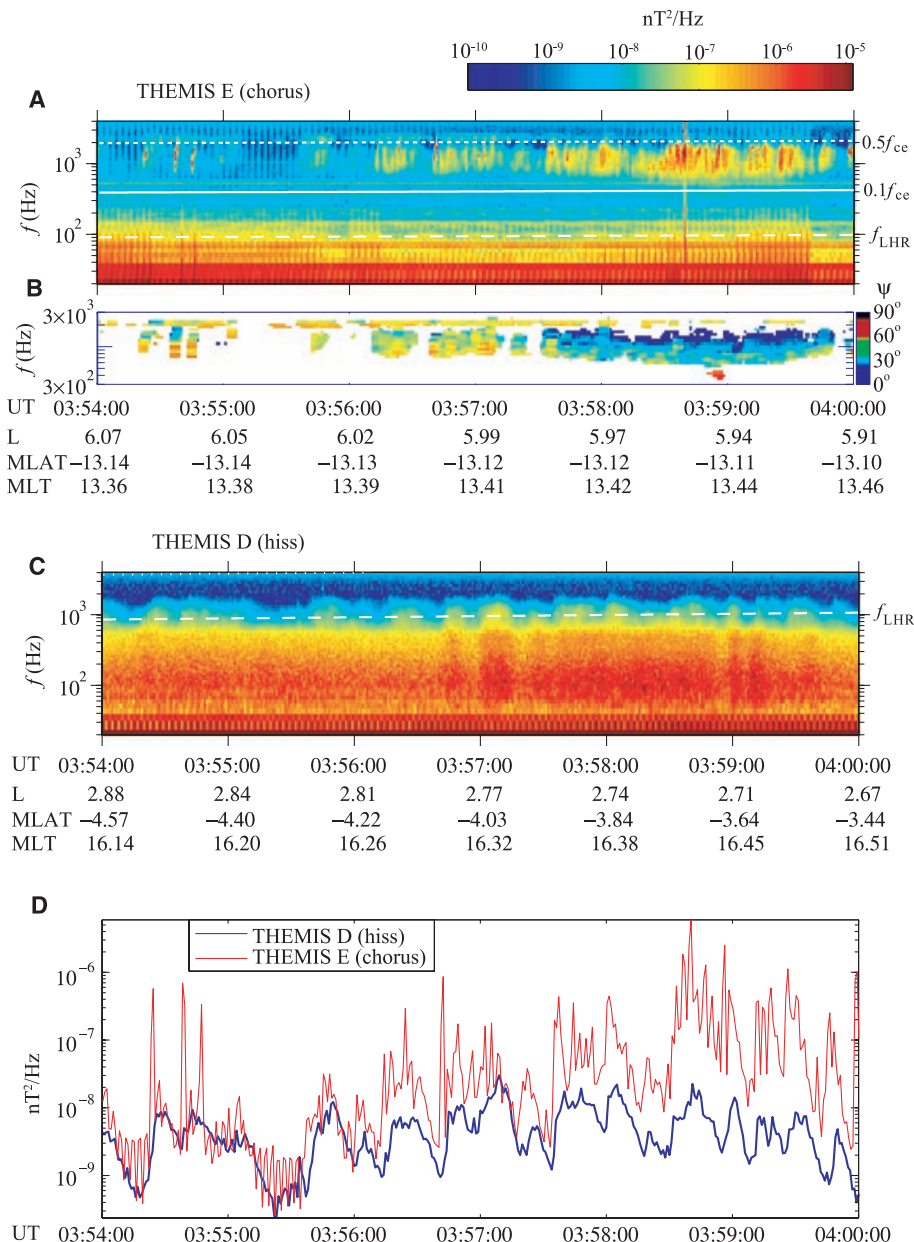 nT²/Hz
10⁻¹⁰ 10⁻⁹ 10⁻⁸ 10⁻⁷ 10⁻⁶ 10⁻⁵
A
THEMIS E (chorus)
f (Hz)
10³
10²
0.5fce
0.1fce
fLHR
B
f (Hz)
3×10³
3×10²
ψ
90°
60°
30°
0°
UT 03:54:00 03:55:00 03:56:00 03:57:00 03:58:00 03:59:00 04:00:00
L 6.07 6.05 6.02 5.99 5.97 5.94 5.91
MLAT −13.14 −13.14 −13.13 −13.12 −13.12 −13.11 −13.10
MLT 13.36 13.38 13.39 13.41 13.42 13.44 13.46
THEMIS D (hiss)
C
f (Hz)
10³
10²
fLHR
UT 03:54:00 03:55:00 03:56:00 03:57:00 03:58:00 03:59:00 04:00:00
L 2.88 2.84 2.81 2.77 2.74 2.71 2.67
MLAT −4.57 −4.40 −4.22 −4.03 −3.84 −3.64 −3.44
MLT 16.14 16.20 16.26 16.32 16.38 16.45 16.51
D
THEMIS D (hiss)
THEMIS E (chorus)
nT²/Hz
10⁻⁶
10⁻⁷
10⁻⁸
10⁻⁹
UT 03:54:00 03:55:00 03:56:00 03:57:00 03:58:00 03:59:00 04:00:00